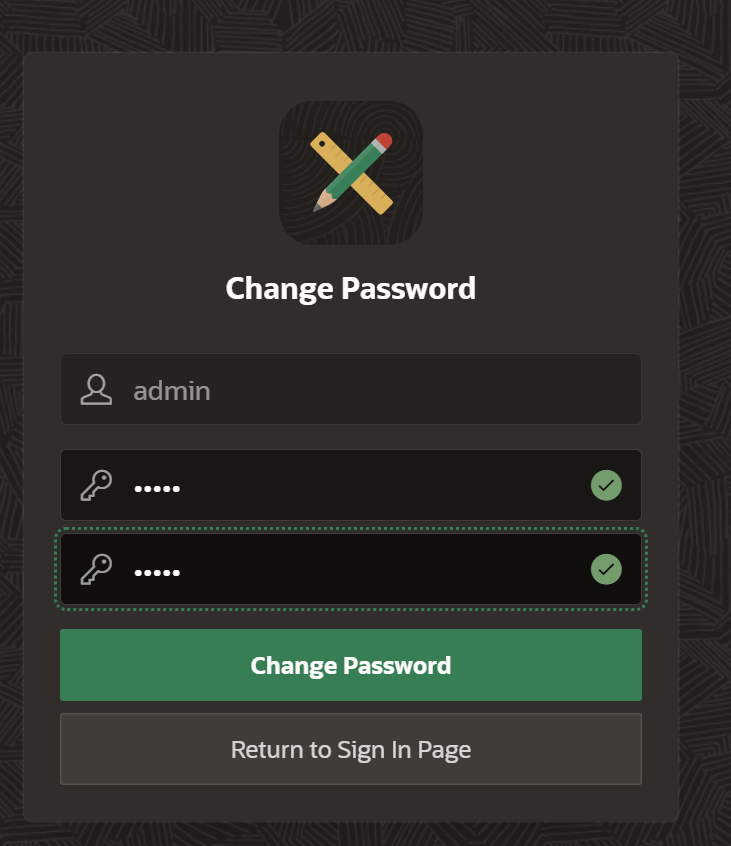 Change Password
admin
•••••
•••••
Change Password
Return to Sign In Page